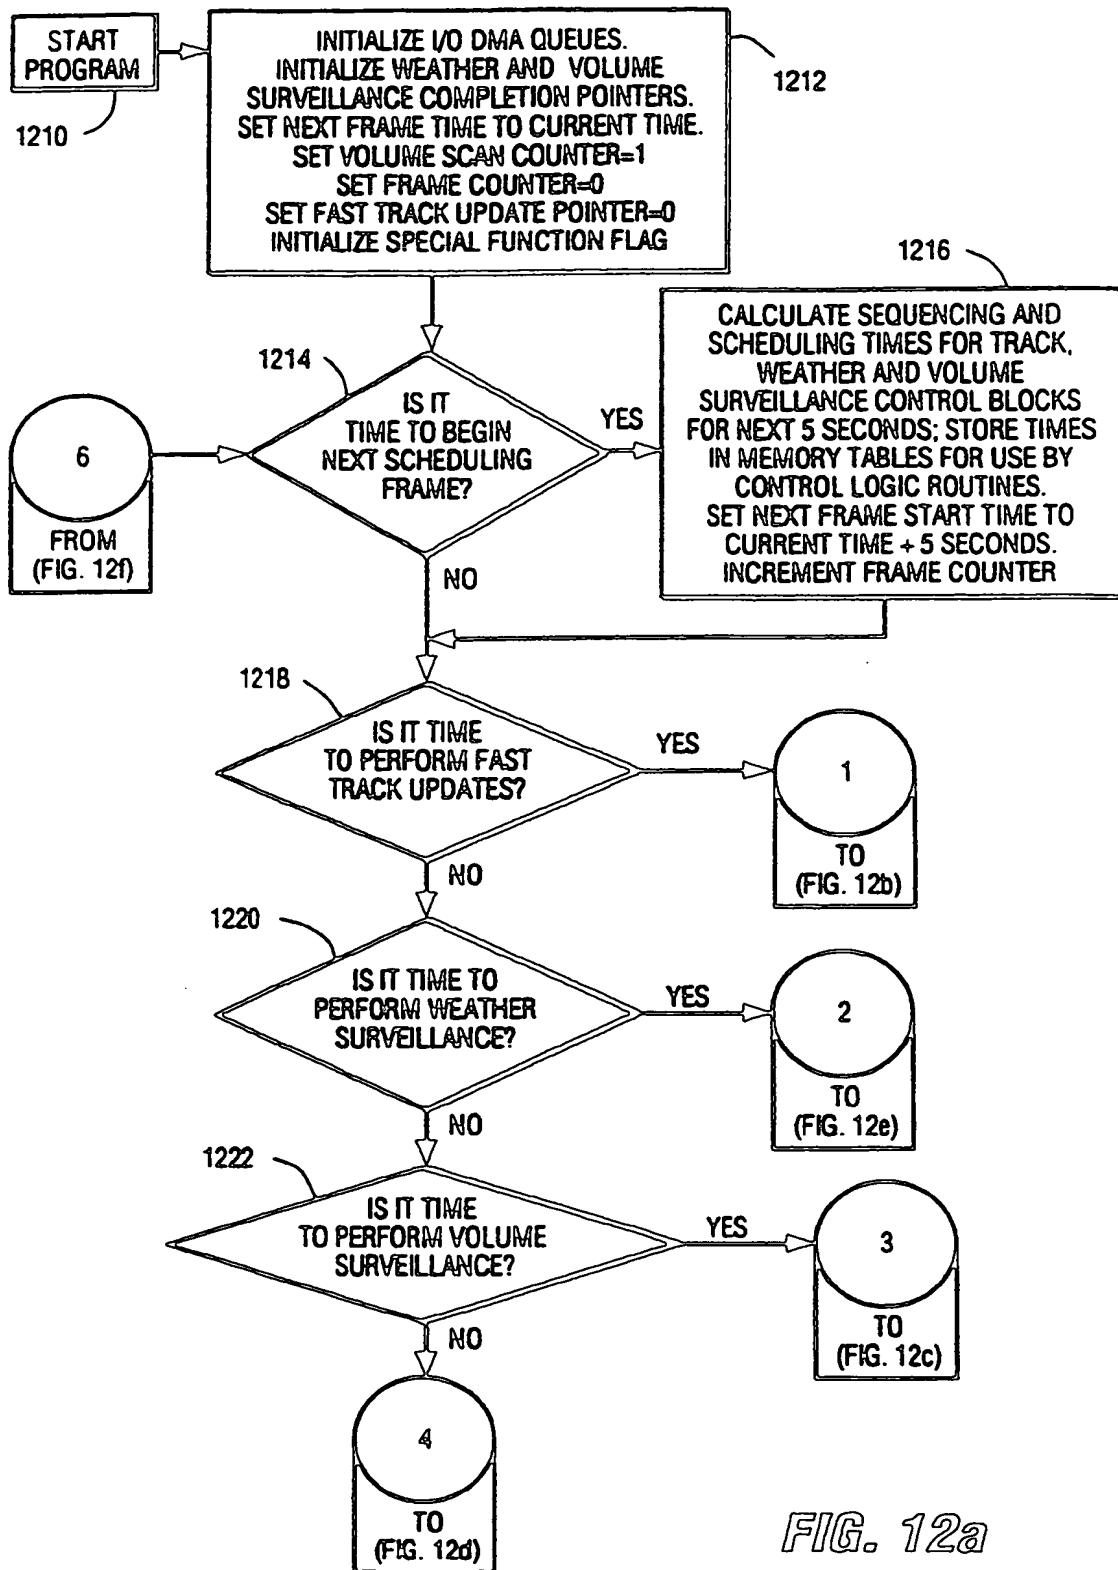 START
PROGRAM
1210
INITIALIZE I/O DMA QUEUES.
INITIALIZE WEATHER AND VOLUME
SURVEILLANCE COMPLETION POINTERS.
SET NEXT FRAME TIME TO CURRENT TIME.
SET VOLUME SCAN COUNTER=1
SET FRAME COUNTER=0
SET FAST TRACK UPDATE POINTER=0
INITIALIZE SPECIAL FUNCTION FLAG
1212
1216
CALCULATE SEQUENCING AND
SCHEDULING TIMES FOR TRACK,
WEATHER AND VOLUME
SURVEILLANCE CONTROL BLOCKS
FOR NEXT 5 SECONDS; STORE TIMES
IN MEMORY TABLES FOR USE BY
CONTROL LOGIC ROUTINES.
SET NEXT FRAME START TIME TO
CURRENT TIME + 5 SECONDS.
INCREMENT FRAME COUNTER
1214
IS IT
TIME TO BEGIN
NEXT SCHEDULING
FRAME?
YES
NO
6
FROM
(FIG. 12f)
1218
IS IT TIME
TO PERFORM FAST
TRACK UPDATES?
YES
1
TO
(FIG. 12b)
NO
1220
IS IT TIME TO
PERFORM WEATHER
SURVEILLANCE?
YES
2
TO
(FIG. 12e)
NO
1222
IS IT TIME
TO PERFORM VOLUME
SURVEILLANCE?
YES
3
TO
(FIG. 12c)
NO
4
TO
(FIG. 12d)
FIG. 12a